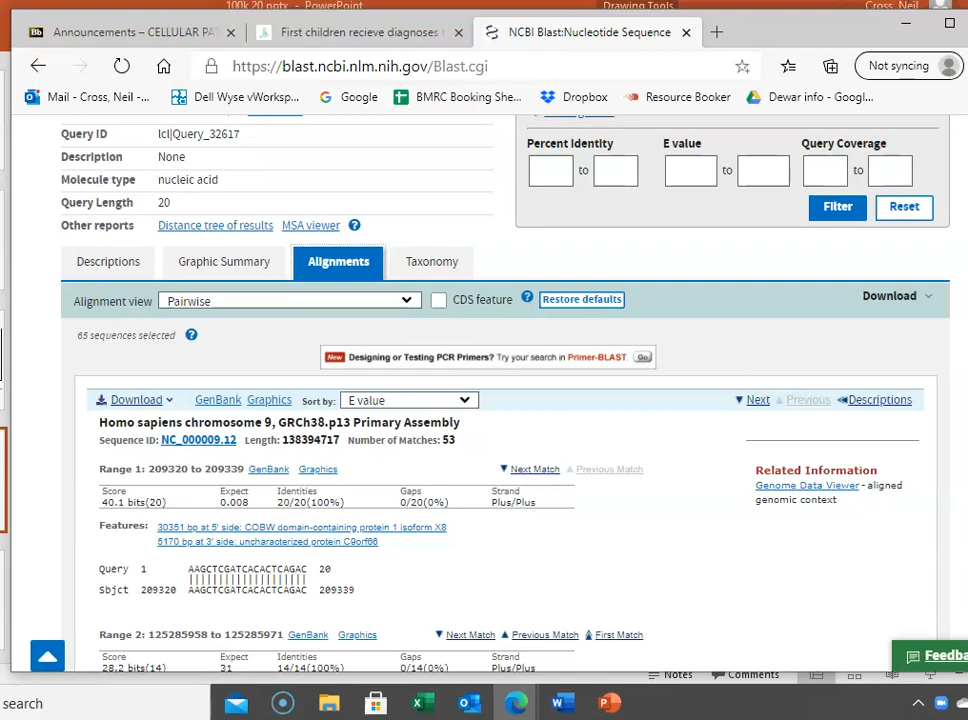 100k 20.pptx - PowerPoint
Drawing Tools
Cross, Neil
Bb Announcements – CELLULAR PA
First children recieve diagnoses
NCBI Blast:Nucleotide Sequence
https://blast.ncbi.nlm.nih.gov/Blast.cgi
Not syncing
Mail - Cross, Neil -...
Dell Wyse vWorksp...
Google
BMRC Booking She...
Dropbox
Resource Booker
Dewar info - Googl...
Query ID lcl|Query_32617
Description None
Molecule type nucleic acid
Query Length 20
Other reports Distance tree of results MSA viewer ?
Percent Identity E value Query Coverage
to to to
Filter Reset
Descriptions Graphic Summary Alignments Taxonomy
Alignment view Pairwise CDS feature ? Restore defaults Download
65 sequences selected ?
New Designing or Testing PCR Primers? Try your search in Primer-BLAST. Go
Download GenBank Graphics Sort by: E value Next Previous Descriptions
Homo sapiens chromosome 9, GRCh38.p13 Primary Assembly
Sequence ID: NC_000009.12 Length: 138394717 Number of Matches: 53
Range 1: 209320 to 209339 GenBank Graphics Next Match Previous Match
Score Expect Identities Gaps Strand
40.1 bits(20) 0.008 20/20(100%) 0/20(0%) Plus/Plus
Features: 30351 bp at 5' side: COBW domain-containing protein 1 isoform X8
5170 bp at 3' side: uncharacterized protein C9orf66
Query 1 AAGCTCGATCACACTCAGAC 20
||||||||||||||||||||
Sbjct 209320 AAGCTCGATCACACTCAGAC 209339
Related Information
Genome Data Viewer - aligned
genomic context
Range 2: 125285958 to 125285971 GenBank Graphics Next Match Previous Match First Match
Score Expect Identities Gaps Strand
28.2 bits(14) 31 14/14(100%) 0/14(0%) Plus/Plus
Notes Comments
search